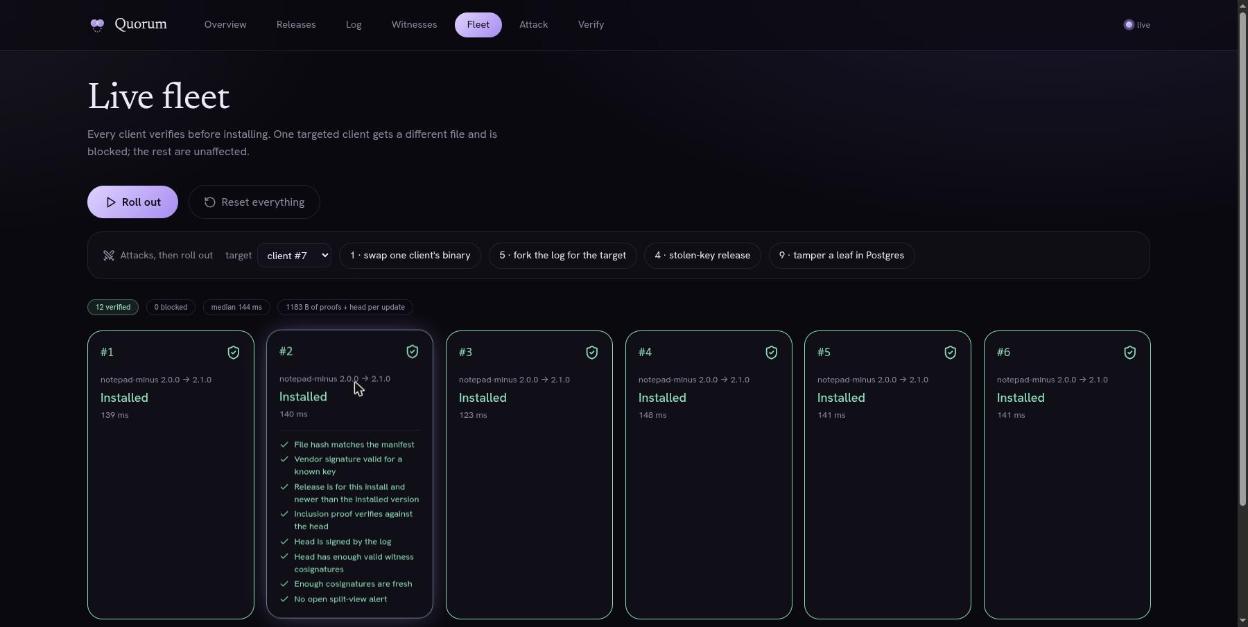 Quorum
Overview
Releases
Log
Witnesses
Fleet
Attack
Verify
live
Live fleet
Every client verifies before installing. One targeted client gets a different file and is
blocked; the rest are unaffected.
Roll out
Reset everything
Attacks, then roll out
target
client #7
1 · swap one client's binary
5 · fork the log for the target
4 · stolen-key release
9 · tamper a leaf in Postgres
12 verified
0 blocked
median 144 ms
1183 B of proofs + head per update
#1
notepad-minus 2.0.0 → 2.1.0
Installed
139 ms
#2
notepad-minus 2.0.0 → 2.1.0
Installed
140 ms
File hash matches the manifest
Vendor signature valid for a
known key
Release is for this install and
newer than the installed version
Inclusion proof verifies against
the head
Head is signed by the log
Head has enough valid witness
cosignatures
Enough cosignatures are fresh
No open split-view alert
#3
notepad-minus 2.0.0 → 2.1.0
Installed
123 ms
#4
notepad-minus 2.0.0 → 2.1.0
Installed
148 ms
#5
notepad-minus 2.0.0 → 2.1.0
Installed
141 ms
#6
notepad-minus 2.0.0 → 2.1.0
Installed
141 ms